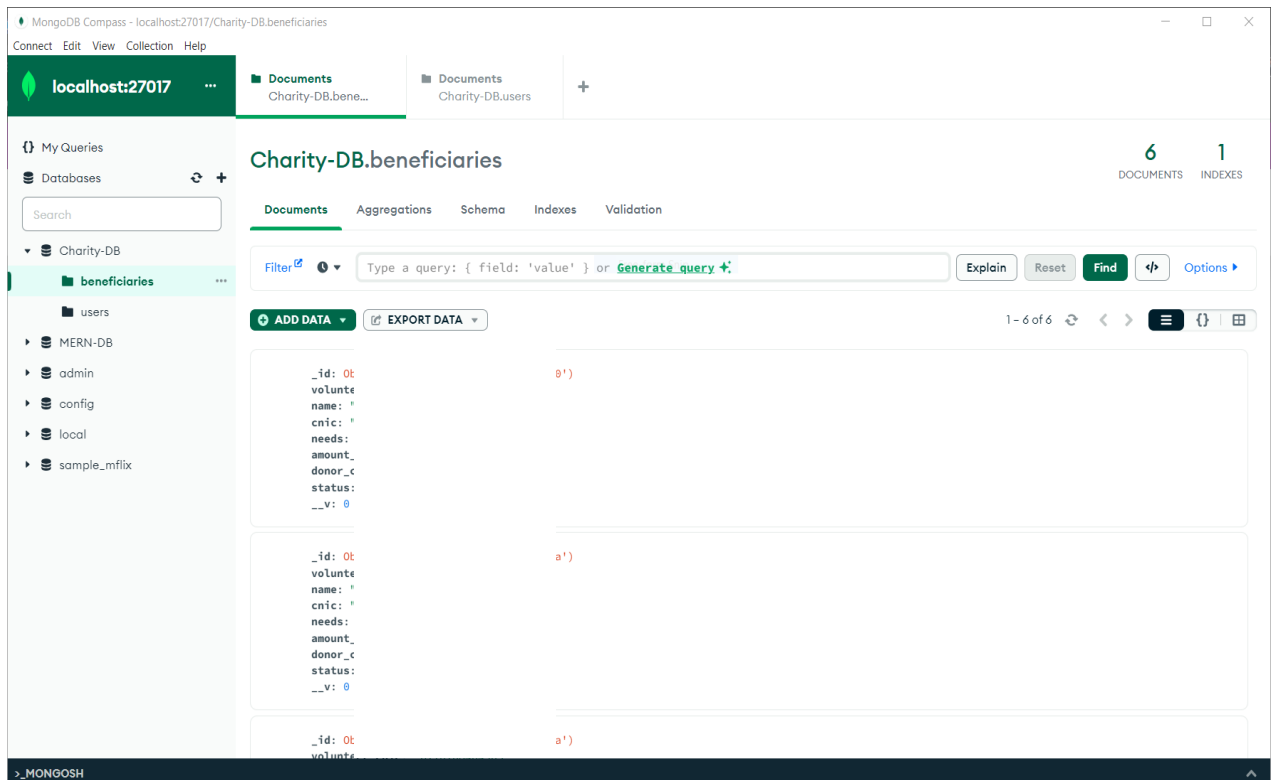 MongoDB Compass - localhost:27017/Charity-DB.beneficiaries
Connect Edit View Collection Help
localhost:27017 ...
Documents
Charity-DB.bene...
Documents
Charity-DB.users
{} My Queries
Databases
Search
Charity-DB
beneficiaries ...
users
MERN-DB
admin
config
local
sample_mflix
Charity-DB.beneficiaries
6
DOCUMENTS
1
INDEXES
Documents Aggregations Schema Indexes Validation
Filter
Type a query: { field: 'value' } or Generate query
Explain Reset Find </> Options
ADD DATA EXPORT DATA
1 – 6 of 6
{}
_id: Ob 0')
volunte
name: "
cnic: "
needs:
amount_
donor_c
status:
__v: 0
_id: Ob a')
volunte
name: "
cnic: "
needs:
amount_
donor_c
status:
__v: 0
_id: Ob a')
volunte
>_MONGOSH